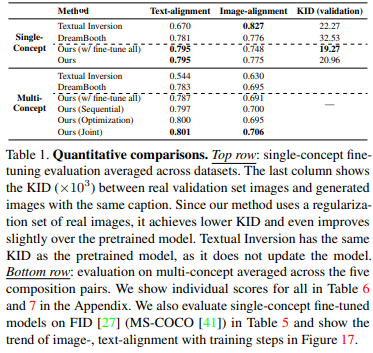 Method Text-alignment Image-alignment KID (validation)
Single-Concept Textual Inversion 0.670 0.827 22.27
DreamBooth 0.781 0.776 32.53
Ours (w/ fine-tune all) 0.795 0.748 19.27
Ours 0.795 0.775 20.96
Multi-Concept Textual Inversion 0.544 0.630
DreamBooth 0.783 0.695
Ours (w/ fine-tune all) 0.787 0.691 —
Ours (Sequential) 0.797 0.700
Ours (Optimization) 0.800 0.695
Ours (Joint) 0.801 0.706
Table 1. Quantitative comparisons. Top row: single-concept fine-
tuning evaluation averaged across datasets. The last column shows
the KID (×10³) between real validation set images and generated
images with the same caption. Since our method uses a regulariza-
tion set of real images, it achieves lower KID and even improves
slightly over the pretrained model. Textual Inversion has the same
KID as the pretrained model, as it does not update the model.
Bottom row: evaluation on multi-concept averaged across the five
composition pairs. We show individual scores for all in Table 6
and 7 in the Appendix. We also evaluate single-concept fine-tuned
models on FID [27] (MS-COCO [41]) in Table 5 and show the
trend of image-, text-alignment with training steps in Figure 17.